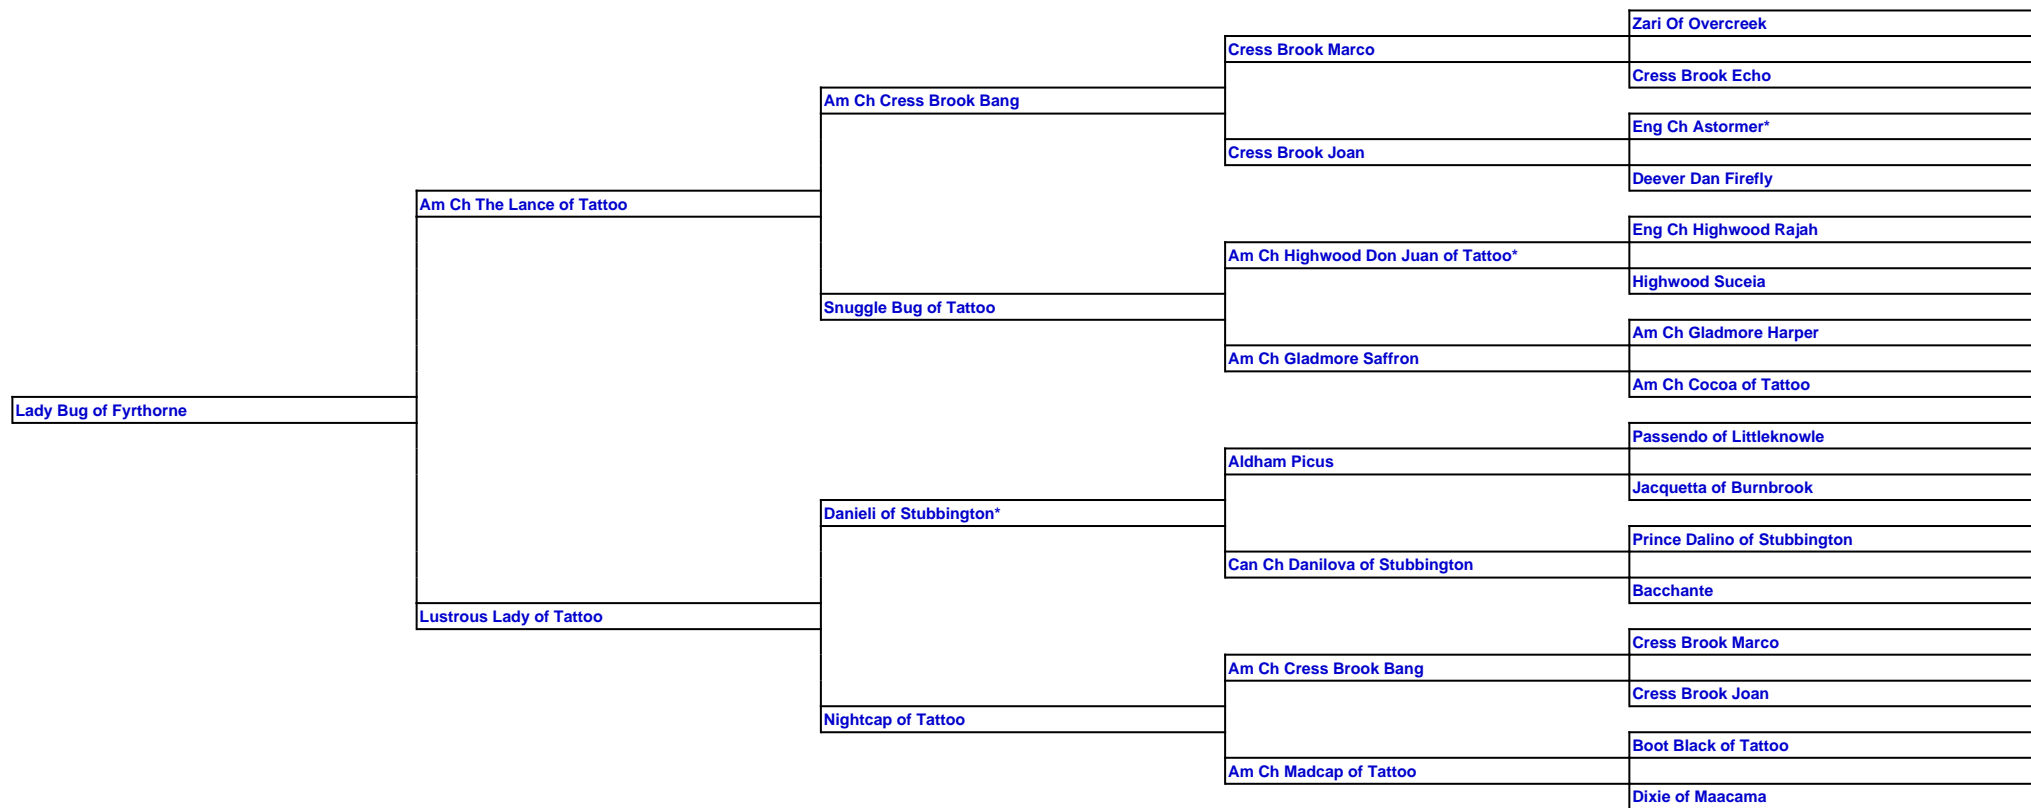 Zari Of Overcreek
Cress Brook Marco
Cress Brook Echo
Am Ch Cress Brook Bang
Eng Ch Astormer*
Cress Brook Joan
Deever Dan Firefly
Am Ch The Lance of Tattoo
Eng Ch Highwood Rajah
Am Ch Highwood Don Juan of Tattoo*
Highwood Suceia
Snuggle Bug of Tattoo
Am Ch Gladmore Harper
Am Ch Gladmore Saffron
Am Ch Cocoa of Tattoo
Lady Bug of Fyrthorne
Passendo of Littleknowle
Aldham Picus
Jacquetta of Burnbrook
Danieli of Stubbington*
Prince Dalino of Stubbington
Can Ch Danilova of Stubbington
Bacchante
Lustrous Lady of Tattoo
Cress Brook Marco
Am Ch Cress Brook Bang
Cress Brook Joan
Nightcap of Tattoo
Boot Black of Tattoo
Am Ch Madcap of Tattoo
Dixie of Maacama